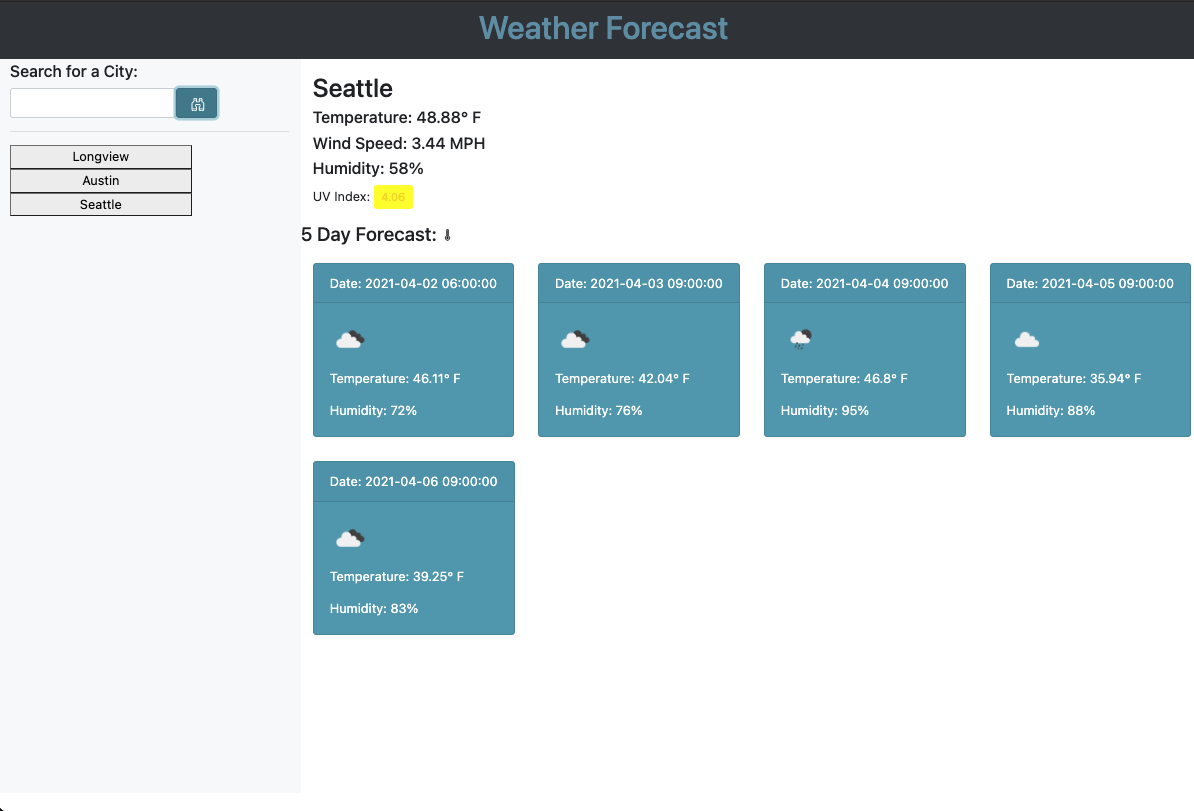 Weather Forecast
Search for a City:
Longview
Austin
Seattle
Seattle
Temperature: 48.88° F
Wind Speed: 3.44 MPH
Humidity: 58%
UV Index: 4.06
5 Day Forecast:
Date: 2021-04-02 06:00:00
Temperature: 46.11° F
Humidity: 72%
Date: 2021-04-03 09:00:00
Temperature: 42.04° F
Humidity: 76%
Date: 2021-04-04 09:00:00
Temperature: 46.8° F
Humidity: 95%
Date: 2021-04-05 09:00:00
Temperature: 35.94° F
Humidity: 88%
Date: 2021-04-06 09:00:00
Temperature: 39.25° F
Humidity: 83%